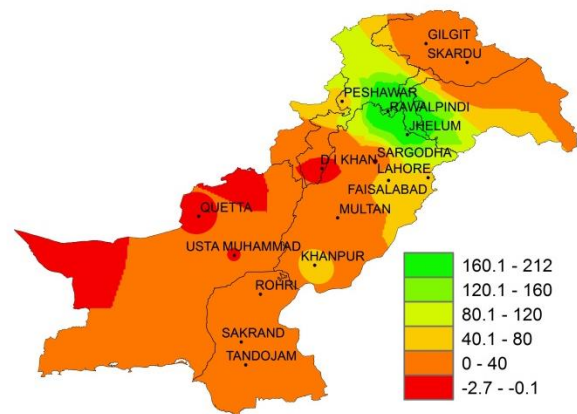 GILGIT
SKARDU
PESHAWAR
RAWALPINDI
JHELUM
SARGODHA
D I KHAN
LAHORE
FAISALABAD
QUETTA
MULTAN
USTA MUHAMMAD
KHANPUR
ROHRI
SAKRAND
TANDOJAM
160.1 - 212
120.1 - 160
80.1 - 120
40.1 - 80
0 - 40
-2.7 - -0.1